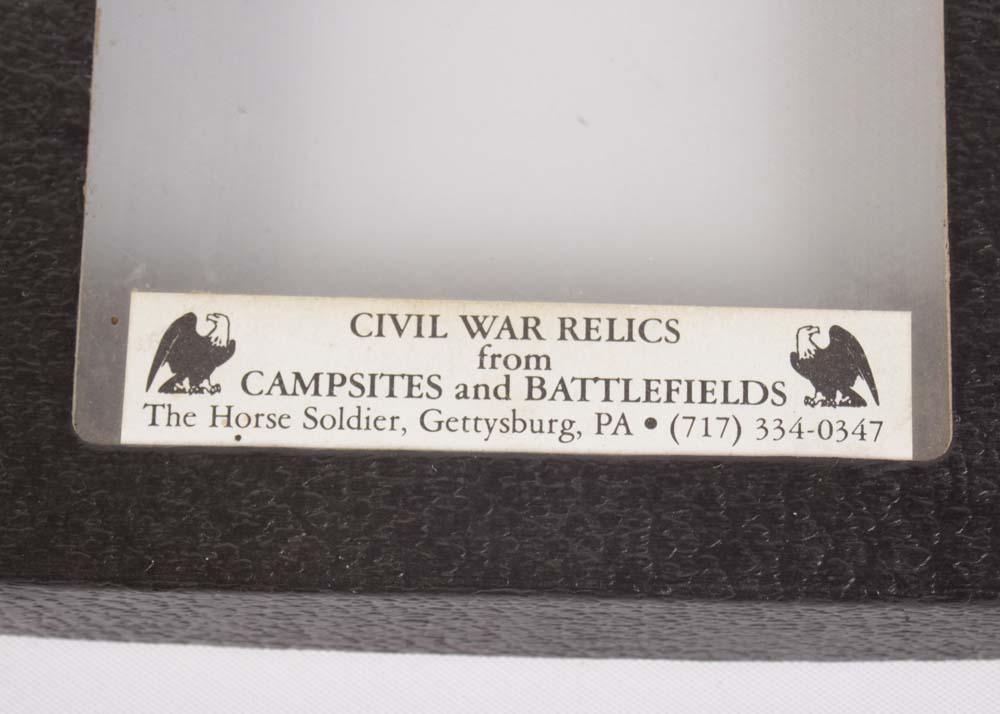 CIVIL WAR RELICS
from
CAMPSITES and BATTLEFIELDS
The Horse Soldier, Gettysburg, PA • (717) 334-0347